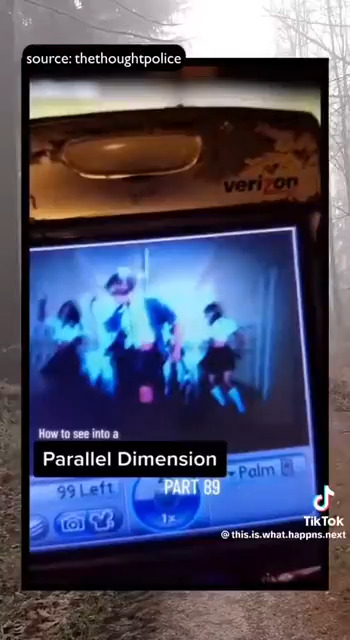 source: thethoughtpolice
verizon
How to see into a
Parallel Dimension
PART 89
99 Left
Palm
1x
TikTok
@this.is.what.happns.next